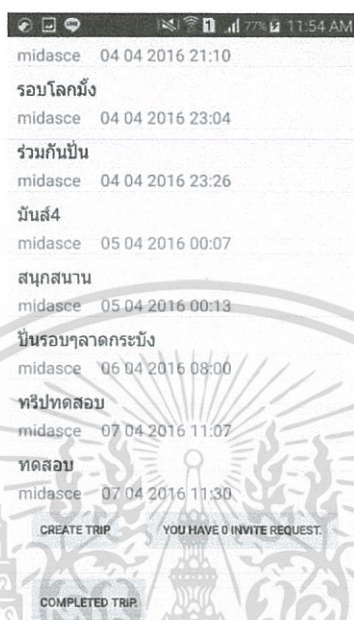 1 77% 11:54 AM
midasce 04 04 2016 21:10
รอบโลกมั้ง
midasce 04 04 2016 23:04
ร่วมกันปั่น
midasce 04 04 2016 23:26
มันส์4
midasce 05 04 2016 00:07
สนุกสนาน
midasce 05 04 2016 00:13
ปั่นรอบๆลาดกระบัง
midasce 06 04 2016 08:00
ทริปทดสอบ
midasce 07 04 2016 11:07
ทดสอบ
midasce 07 04 2016 11:30
CREATE TRIP YOU HAVE 0 INVITE REQUEST.
COMPLETED TRIP.